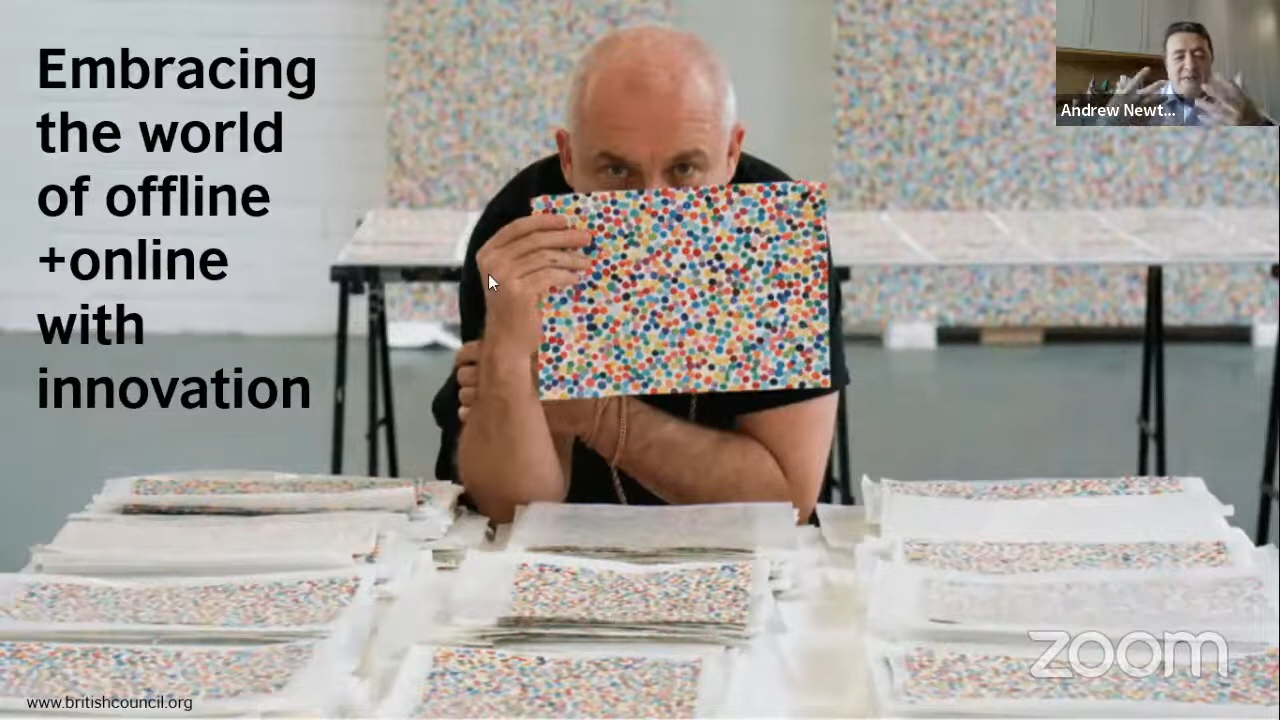 Embracing
the world
of offline
+online
with
innovation
Andrew Newt...
zoom
www.britishcouncil.org